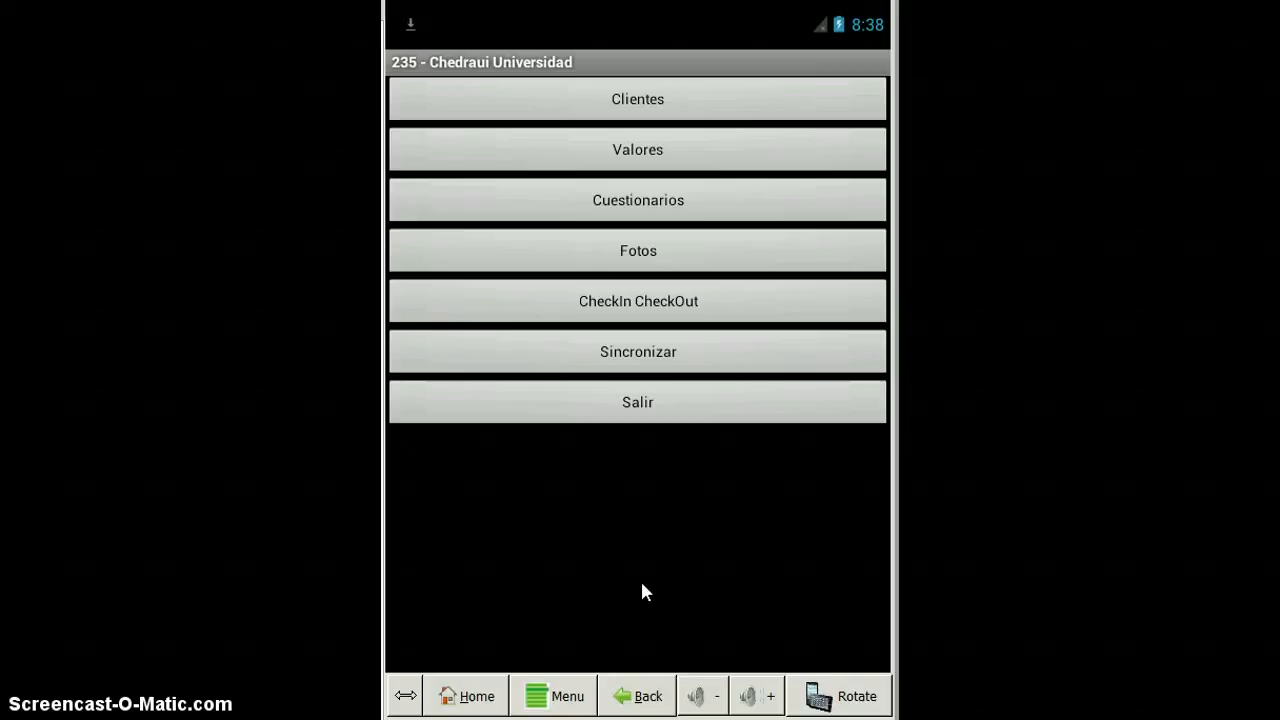 8:38
235 - Chedraui Universidad
Clientes
Valores
Cuestionarios
Fotos
CheckIn CheckOut
Sincronizar
Salir
Home Menu Back - + Rotate
Screencast-O-Matic.com